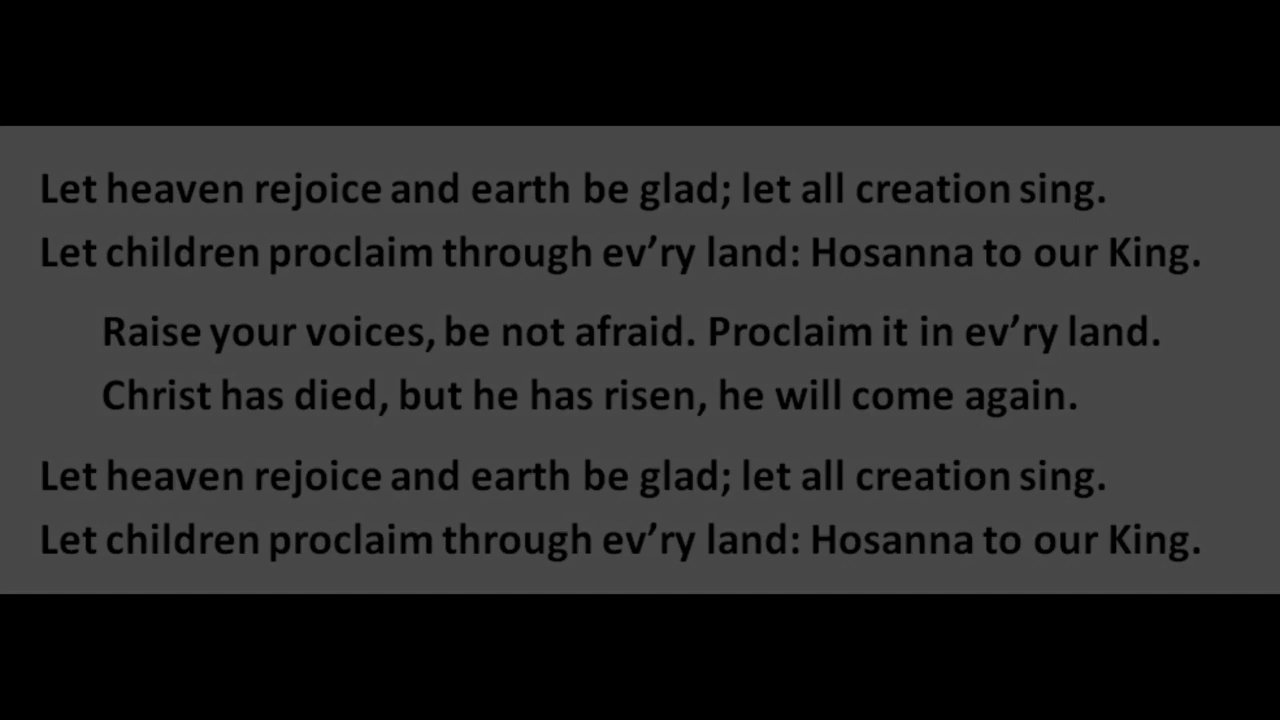 Let heaven rejoice and earth be glad; let all creation sing.
Let children proclaim through ev’ry land: Hosanna to our King.
Raise your voices, be not afraid. Proclaim it in ev’ry land.
Christ has died, but he has risen, he will come again.
Let heaven rejoice and earth be glad; let all creation sing.
Let children proclaim through ev’ry land: Hosanna to our King.